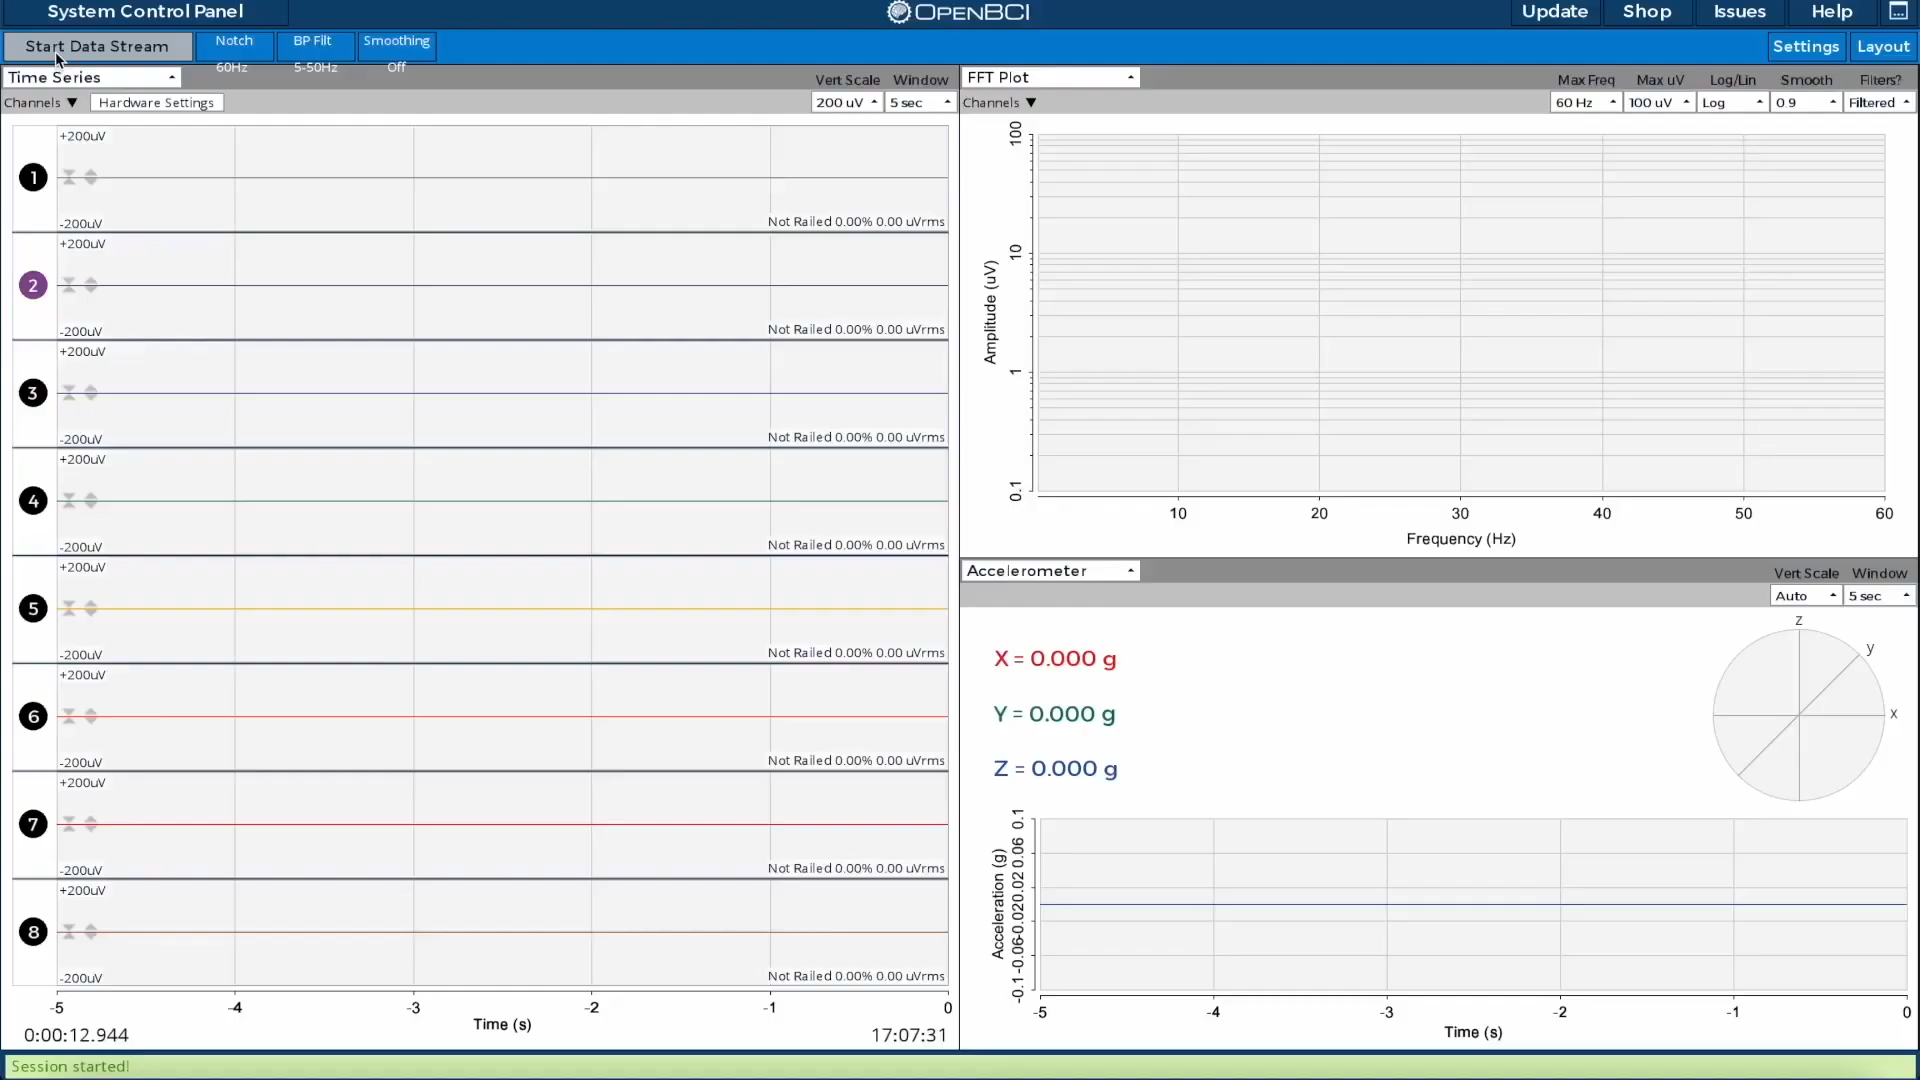 System Control Panel
OpenBCI
Update
Shop
Issues
Help
Start Data Stream
Notch
60Hz
BP Filt
5-50Hz
Smoothing
Off
Settings
Layout
Time Series
Vert Scale
Window
Channels
Hardware Settings
200 uV
5 sec
+200uV
1
-200uV
Not Railed 0.00% 0.00 uVrms
+200uV
2
-200uV
Not Railed 0.00% 0.00 uVrms
+200uV
3
-200uV
Not Railed 0.00% 0.00 uVrms
+200uV
4
-200uV
Not Railed 0.00% 0.00 uVrms
+200uV
5
-200uV
Not Railed 0.00% 0.00 uVrms
+200uV
6
-200uV
Not Railed 0.00% 0.00 uVrms
+200uV
7
-200uV
Not Railed 0.00% 0.00 uVrms
+200uV
8
-200uV
Not Railed 0.00% 0.00 uVrms
-5 -4 -3 -2 -1 0
Time (s)
0:00:12.944
17:07:31
FFT Plot
Max Freq
Max uV
Log/Lin
Smooth
Filters?
Channels
60 Hz
100 uV
Log
0.9
Filtered
100
10
1
0.1
Amplitude (uV)
10 20 30 40 50 60
Frequency (Hz)
Accelerometer
Vert Scale
Window
Auto
5 sec
X = 0.000 g
Y = 0.000 g
Z = 0.000 g
z
y
x
Acceleration (g)
-0.1 -0.06 -0.02 0.02 0.06 0.1
-5 -4 -3 -2 -1 0
Time (s)
Session started!